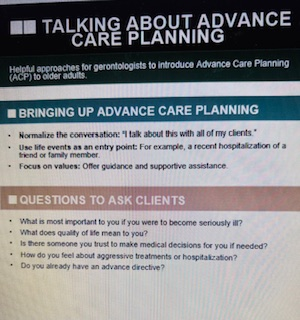 TALKING ABOUT ADVANCE
CARE PLANNING
Helpful approaches for gerontologists to introduce Advance Care Planning
(ACP) to older adults.
BRINGING UP ADVANCE CARE PLANNING
• Normalize the conversation: "I talk about this with all of my clients."
• Use life events as an entry point: For example, a recent hospitalization of a
friend or family member.
• Focus on values: Offer guidance and supportive assistance.
QUESTIONS TO ASK CLIENTS
• What is most important to you if you were to become seriously ill?
• What does quality of life mean to you?
• Is there someone you trust to make medical decisions for you if needed?
• How do you feel about aggressive treatments or hospitalization?
• Do you already have an advance directive?